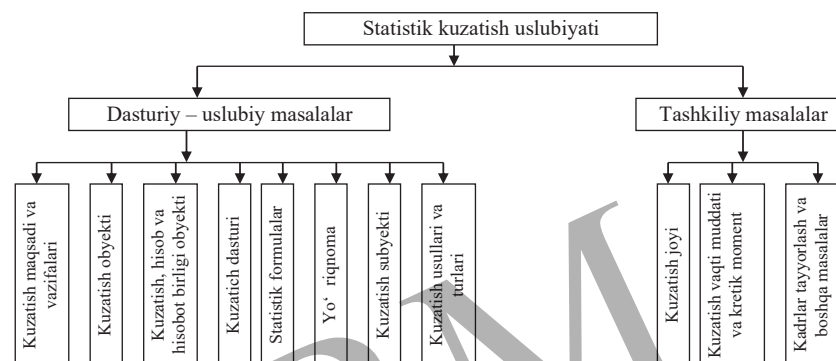 Statistik kuzatish uslubiyati
Dasturiy – uslubiy masalalar
Tashkiliy masalalar
Kuzatish maqsadi va
vazifalari
Kuzatish obyekti
Kuzatish, hisob va
hisobot birligi obyekti
Kuzatich dasturi
Statistik formulalar
Yo‘ riqnoma
Kuzatish subyekti
Kuzatish usullari va
turlari
Kuzatish joyi
Kuzatish vaqti muddati
va kretik moment
Kadrlar tayyorlash va
boshqa masalalar